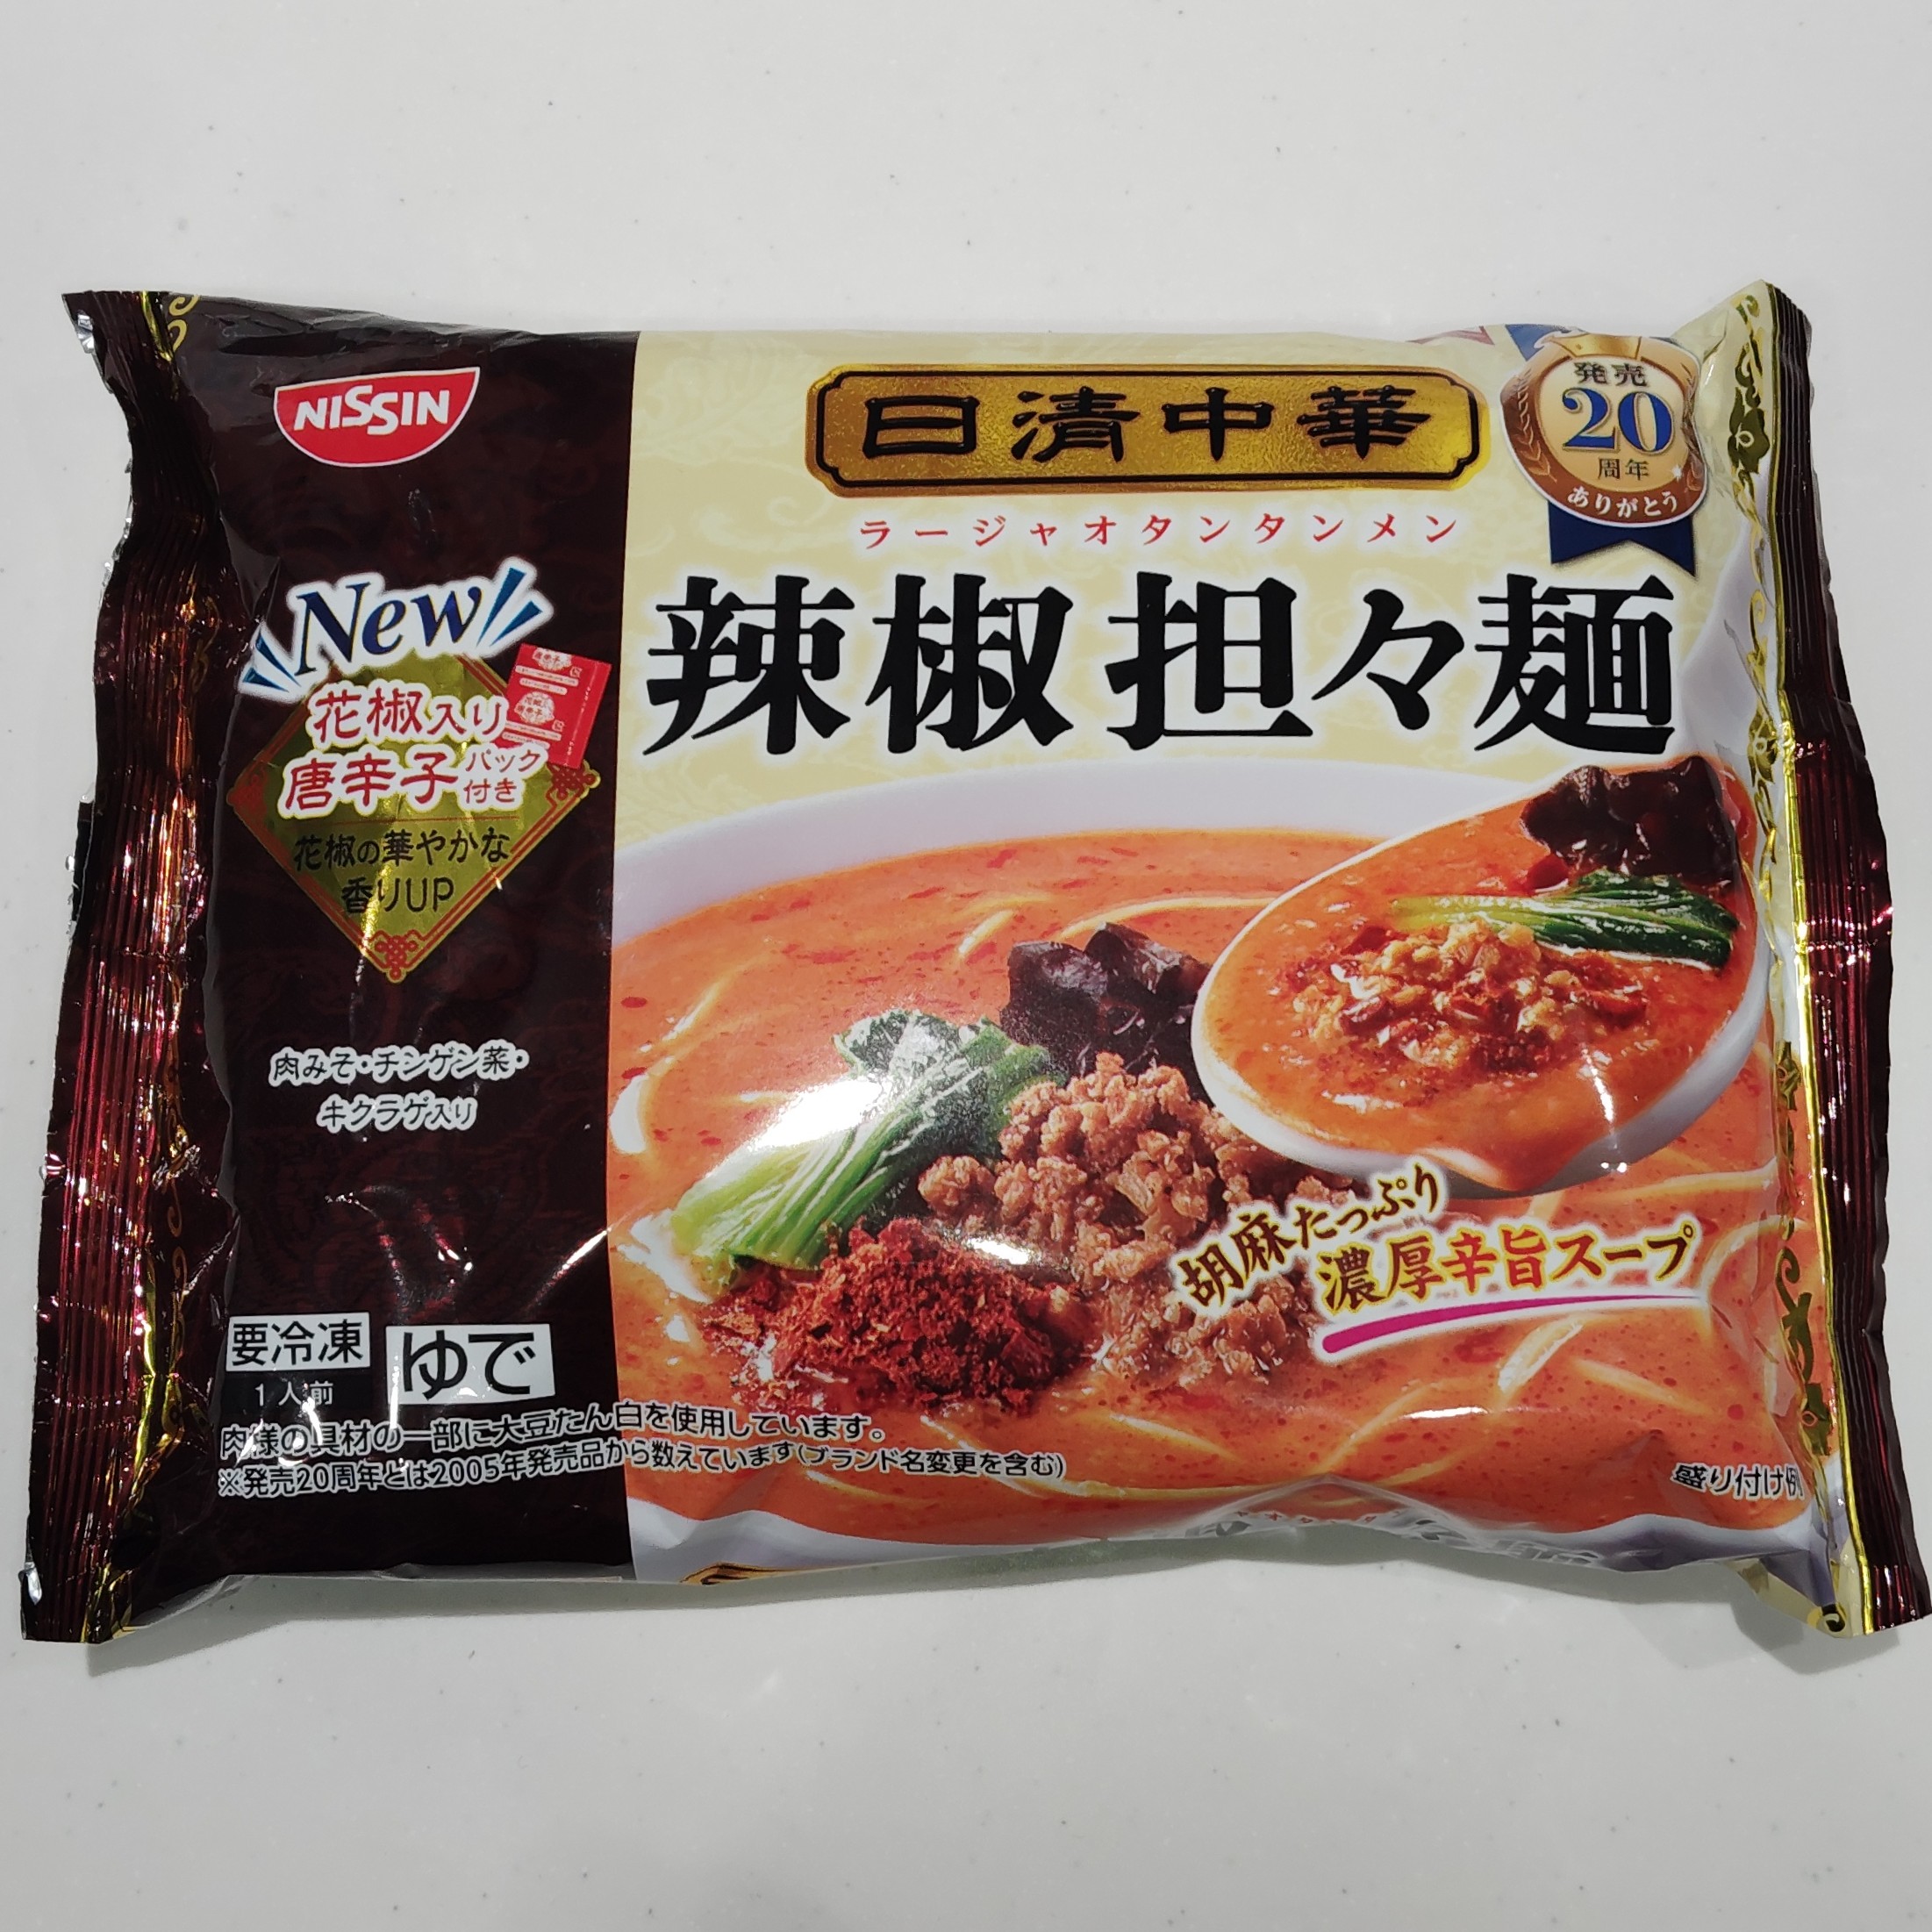 NISSIN
日清中華
発売
20
周年
ありがとう
ラージャオタンタンメン
辣椒担々麺
New
花椒入り
唐辛子パック付き
花椒の華やかな
香りUP
肉みそ・チンゲン菜・
キクラゲ入り
胡麻たっぷり
濃厚辛旨スープ
要冷凍
1人前
ゆで
肉様の具材の一部に大豆たん白を使用しています。
※発売20周年とは2005年発売品から数えています(ブランド名変更を含む)
盛り付け例